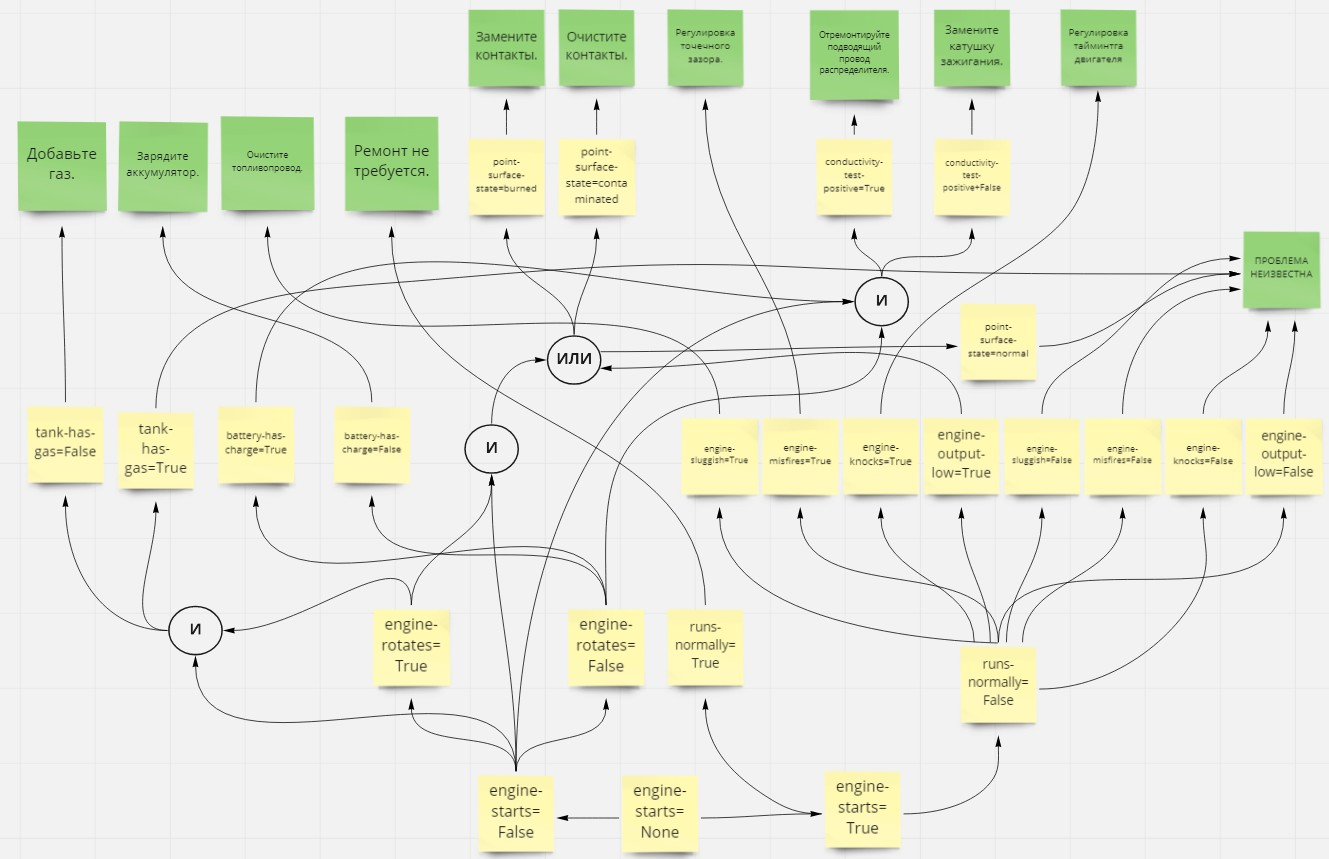 Замените
контакты.
Очистите
контакты.
Регулировка
точечного
зазора.
Отремонтируйте
подводящий
провод
распределителя.
Замените
катушку
зажигания.
Регулировка
тайминтга
двигателя
Добавьте
газ.
Зарядите
аккумулятор.
Очистите
топливопровод.
Ремонт не
требуется.
point-
surface-
state=burned
point-
surface-
state=conta
minated
conductivity-
test-
positive=True
conductivity-
test-
positive+False
ПРОБЛЕМА
НЕИЗВЕСТНА
И
ИЛИ
point-
surface-
state=normal
tank-has-
gas=False
tank-
has-
gas=True
battery-has-
charge=True
battery-has-
charge=False
И
engine-
sluggish=True
engine-
misfires=True
engine-
knocks=True
engine-
output-
low=True
engine-
sluggish=False
engine-
misfires=False
engine-
knocks=False
engine-
output-
low=False
И
engine-
rotates=
True
engine-
rotates=
False
runs-
normally=
True
runs-
normally=
False
engine-
starts=
False
engine-
starts=
None
engine-
starts=
True